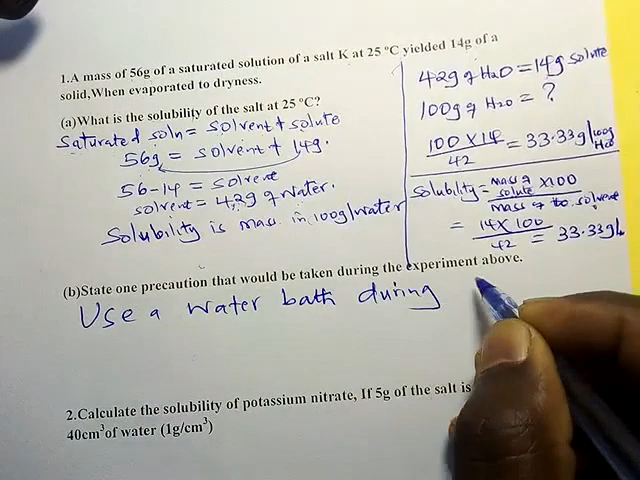 1.A mass of 56g of a saturated solution of a salt K at 25 °C yielded 14g of a
solid,When evaporated to dryness.
(a)What is the solubility of the salt at 25 °C?
Saturated soln = solvent + solute
56g = solvent + 14g.
56-14 = solvent
solvent = 42g of water.
Solubility is mass in 100g/water
42g of H2O = 14g solute
100g of H2O = ?
100 x 14 / 42 = 33.33g/100g H2O
Solubility = mass of solute x 100 / mass of solvent
= 14 x 100 / 42 = 33.33g/
(b)State one precaution that would be taken during the experiment above.
Use a water bath during
2.Calculate the solubility of potassium nitrate, If 5g of the salt is
40cm³of water (1g/cm³)